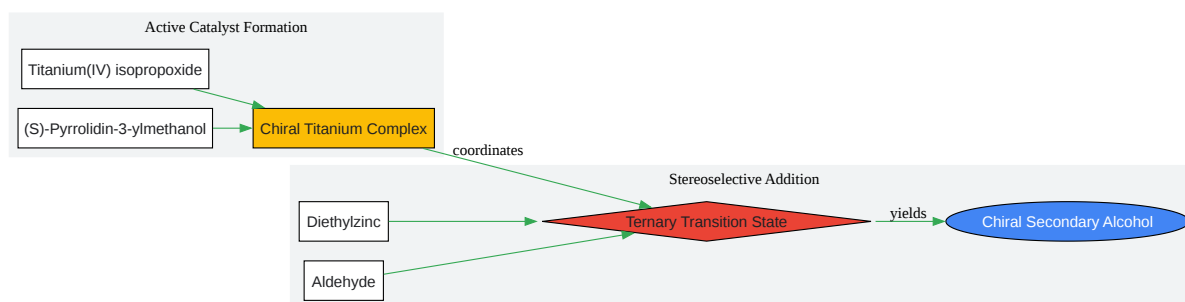 Active Catalyst Formation
Titanium(IV) isopropoxide
(S)-Pyrrolidin-3-ylmethanol
Chiral Titanium Complex
coordinates
Stereoselective Addition
Diethylzinc
Ternary Transition State
yields
Chiral Secondary Alcohol
Aldehyde